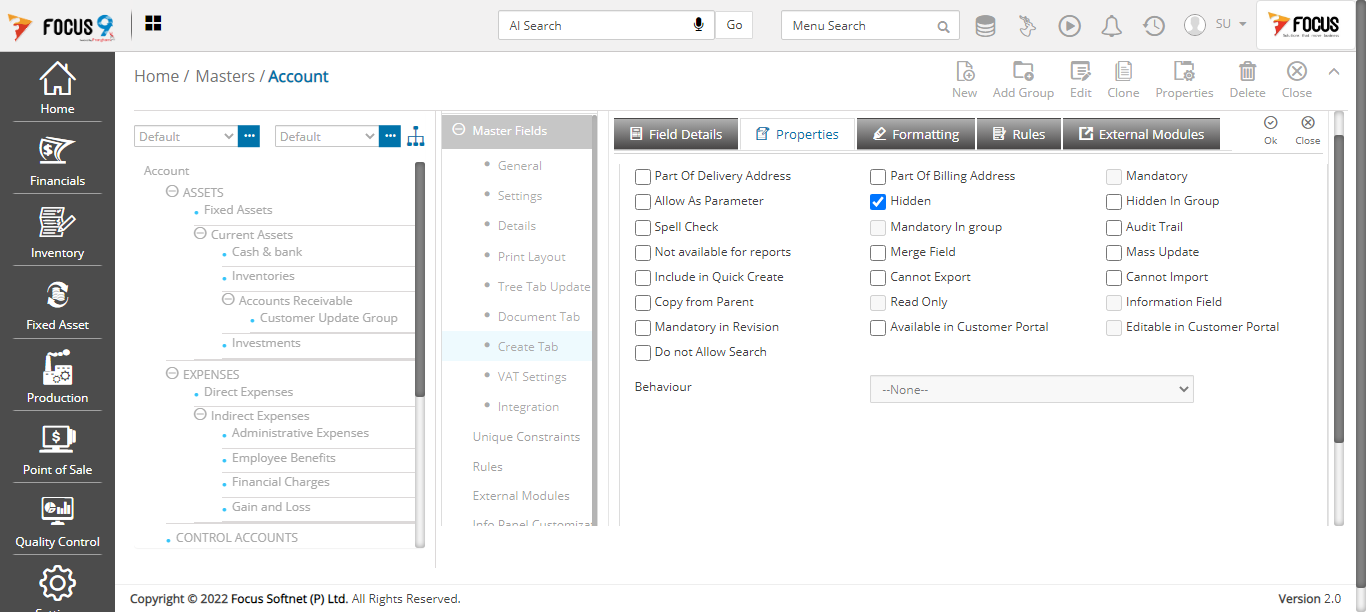 FOCUS 9
AI Search
Go
Menu Search
SU
FOCUS
Home
Financials
Inventory
Fixed Asset
Production
Point of Sale
Quality Control
Home / Masters / Account
New Add Group Edit Clone Properties Delete Close
Default ... Default ...
Account
ASSETS
Fixed Assets
Current Assets
Cash & bank
Inventories
Accounts Receivable
Customer Update Group
Investments
EXPENSES
Direct Expenses
Indirect Expenses
Administrative Expenses
Employee Benefits
Financial Charges
Gain and Loss
CONTROL ACCOUNTS
Master Fields
General
Settings
Details
Print Layout
Tree Tab Update
Document Tab
Create Tab
VAT Settings
Integration
Unique Constraints
Rules
External Modules
Info Panel Customiza
Field Details Properties Formatting Rules External Modules
Ok Close
Part Of Delivery Address Part Of Billing Address Mandatory
Allow As Parameter Hidden Hidden In Group
Spell Check Mandatory In group Audit Trail
Not available for reports Merge Field Mass Update
Include in Quick Create Cannot Export Cannot Import
Copy from Parent Read Only Information Field
Mandatory in Revision Available in Customer Portal Editable in Customer Portal
Do not Allow Search
Behaviour --None--
Copyright © 2022 Focus Softnet (P) Ltd. All Rights Reserved.
Version 2.0